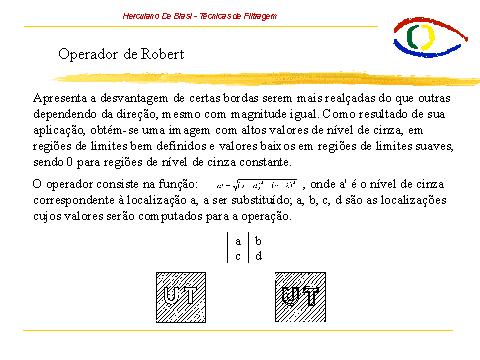 Herculano De Biasi - Técnicas de Filtragem
Operador de Robert
Apresenta a desvantagem de certas bordas serem mais realçadas do que outras
dependendo da direção, mesmo com magnitude igual. Como resultado de sua
aplicação, obtém-se uma imagem com altos valores de nível de cinza, em
regiões de limites bem definidos e valores baixos em regiões de limites suaves,
sendo 0 para regiões de nível de cinza constante.
O operador consiste na função: , onde a' é o nível de cinza
correspondente à localização a, a ser substituído; a, b, c, d são as localizações
cujos valores serão computados para a operação.
a b
c d
UT UT